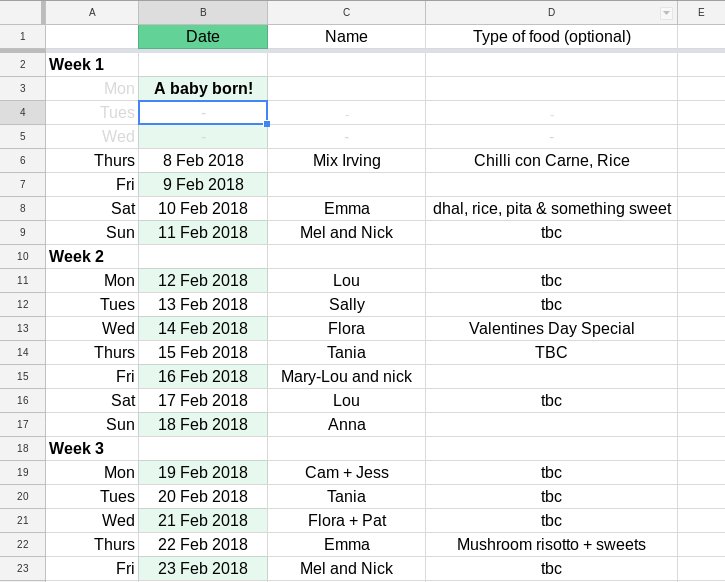 A B C D E
1 Date Name Type of food (optional)
2 Week 1
3 Mon A baby born!
4 Tues - - -
5 Wed - - -
6 Thurs 8 Feb 2018 Mix Irving Chilli con Carne, Rice
7 Fri 9 Feb 2018
8 Sat 10 Feb 2018 Emma dhal, rice, pita & something sweet
9 Sun 11 Feb 2018 Mel and Nick tbc
10 Week 2
11 Mon 12 Feb 2018 Lou tbc
12 Tues 13 Feb 2018 Sally tbc
13 Wed 14 Feb 2018 Flora Valentines Day Special
14 Thurs 15 Feb 2018 Tania TBC
15 Fri 16 Feb 2018 Mary-Lou and nick
16 Sat 17 Feb 2018 Lou tbc
17 Sun 18 Feb 2018 Anna
18 Week 3
19 Mon 19 Feb 2018 Cam + Jess tbc
20 Tues 20 Feb 2018 Tania tbc
21 Wed 21 Feb 2018 Flora + Pat tbc
22 Thurs 22 Feb 2018 Emma Mushroom risotto + sweets
23 Fri 23 Feb 2018 Mel and Nick tbc